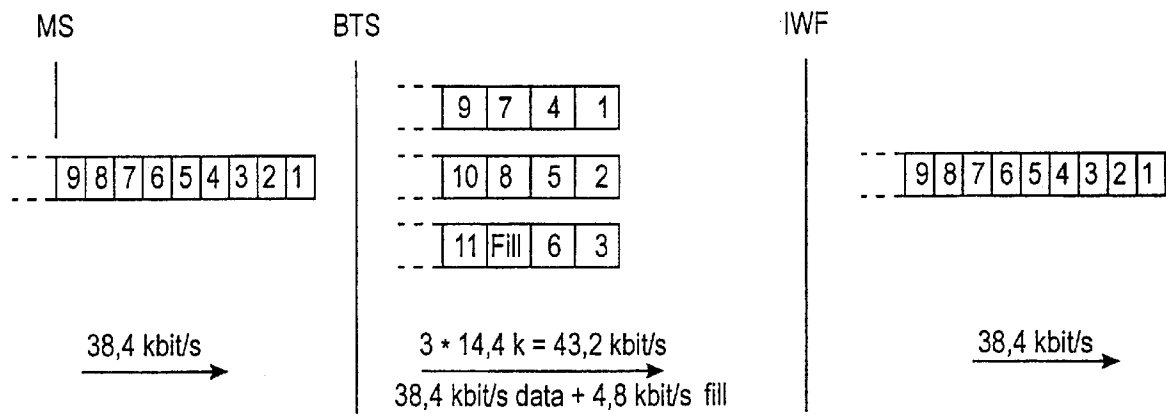 MS
BTS
IWF
9 7 4 1
9 8 7 6 5 4 3 2 1
10 8 5 2
9 8 7 6 5 4 3 2 1
11 Fill 6 3
38,4 kbit/s
3 * 14,4 k = 43,2 kbit/s
38,4 kbit/s
38,4 kbit/s data + 4,8 kbit/s fill